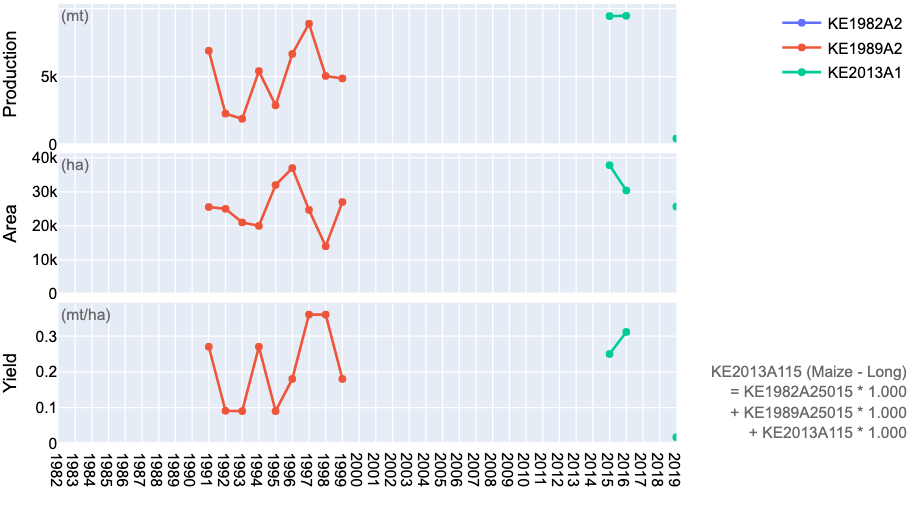 (mt)
Production
5k
0
KE1982A2
KE1989A2
KE2013A1
(ha)
Area
40k
30k
20k
10k
0
(mt/ha)
Yield
0.3
0.2
0.1
0
1982
1983
1984
1985
1986
1987
1988
1989
1990
1991
1992
1993
1994
1995
1996
1997
1998
1999
2000
2001
2002
2003
2004
2005
2006
2007
2008
2009
2010
2011
2012
2013
2014
2015
2016
2017
2018
2019
KE2013A115 (Maize - Long)
= KE1982A25015 * 1.000
+ KE1989A25015 * 1.000
+ KE2013A115 * 1.000